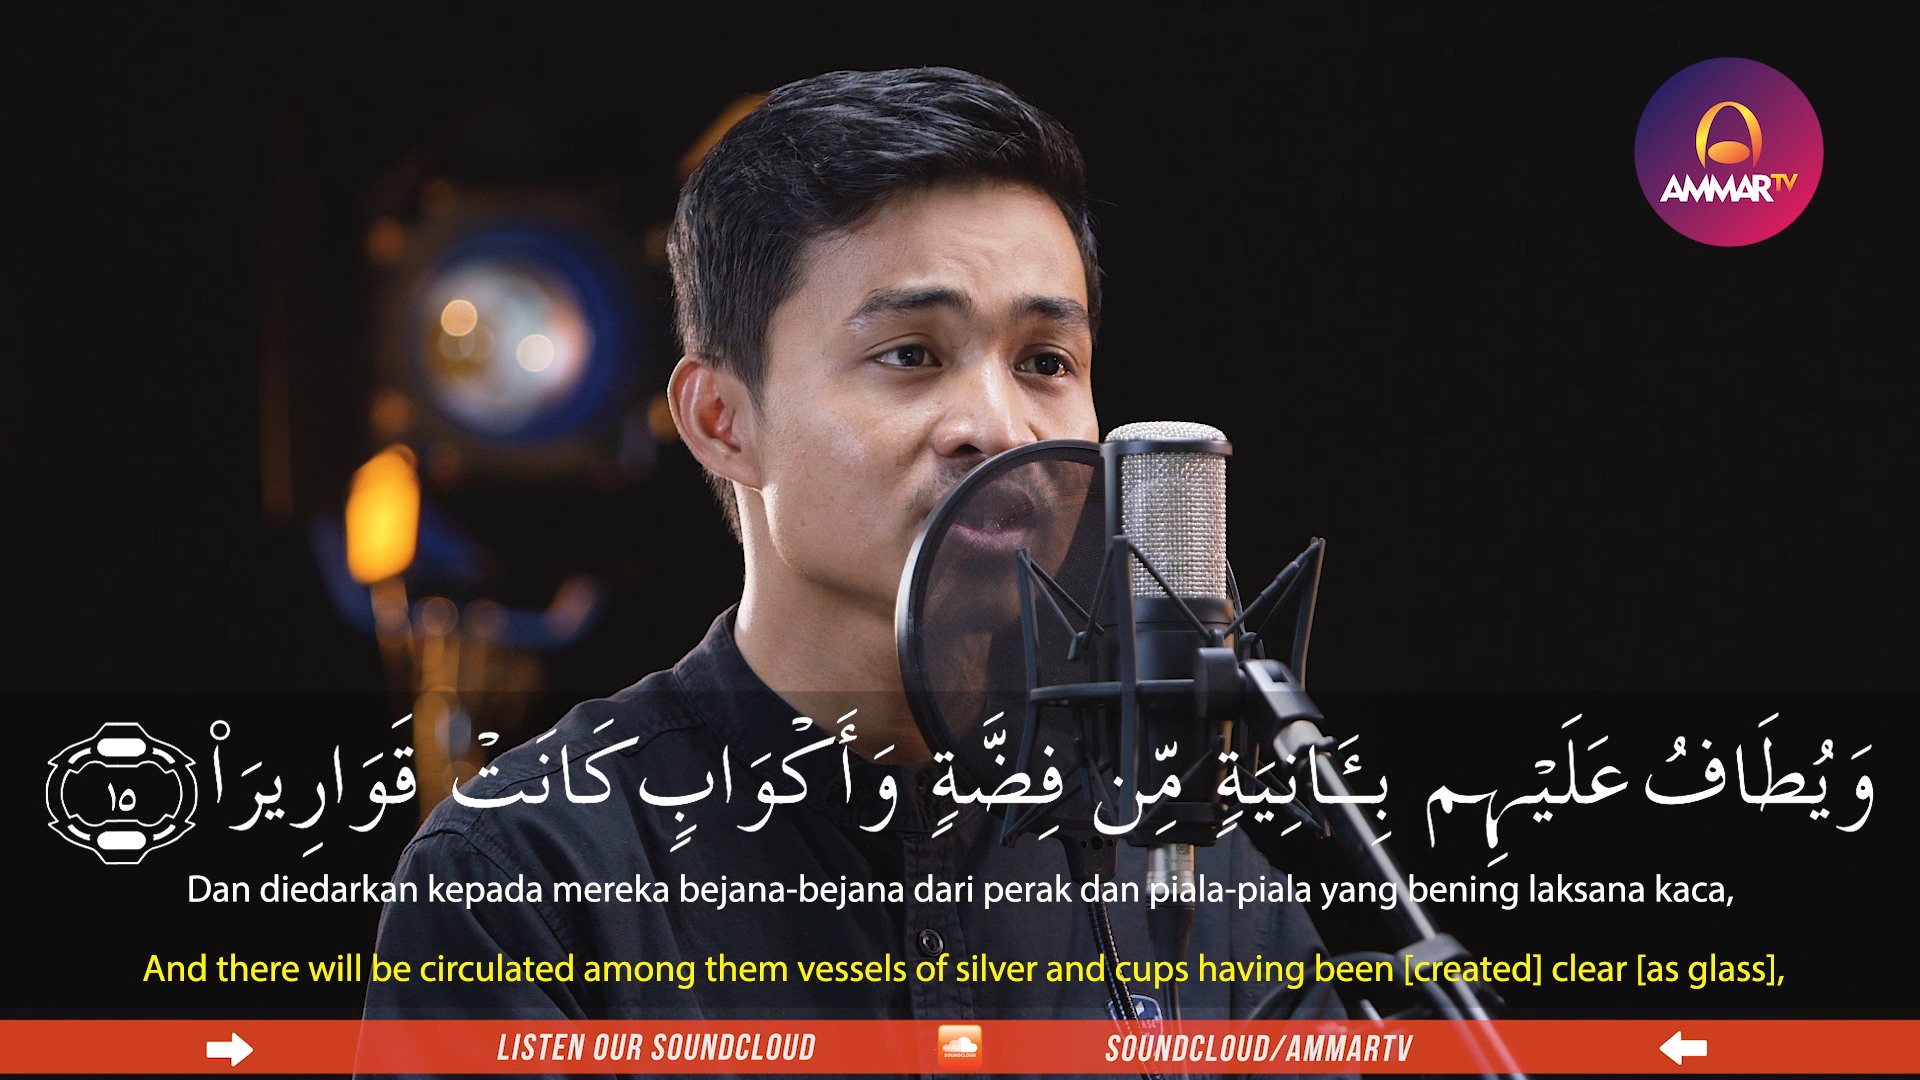 AMMARTV
وَيُطَافُ عَلَيْهِم بِـَٔانِيَةٍ مِّن فِضَّةٍ وَأَكْوَابٍ كَانَتْ قَوَارِيرَا۠ ١٥
Dan diedarkan kepada mereka bejana-bejana dari perak dan piala-piala yang bening laksana kaca,
And there will be circulated among them vessels of silver and cups having been [created] clear [as glass],
LISTEN OUR SOUNDCLOUD SOUNDCLOUD SOUNDCLOUD/AMMARTV